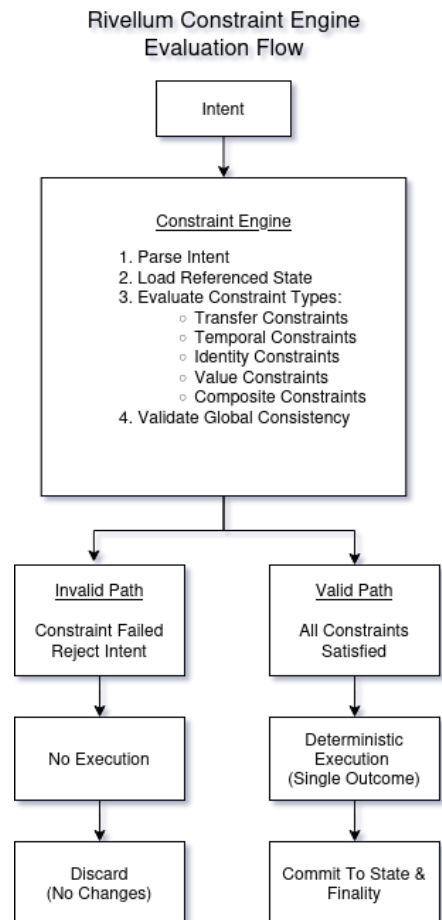 Rivellum Constraint Engine
Evaluation Flow
Intent
Constraint Engine
1. Parse Intent
2. Load Referenced State
3. Evaluate Constraint Types:
○ Transfer Constraints
○ Temporal Constraints
○ Identity Constraints
○ Value Constraints
○ Composite Constraints
4. Validate Global Consistency
Invalid Path
Constraint Failed
Reject Intent
Valid Path
All Constraints
Satisfied
No Execution
Deterministic
Execution
(Single Outcome)
Discard
(No Changes)
Commit To State &
Finality